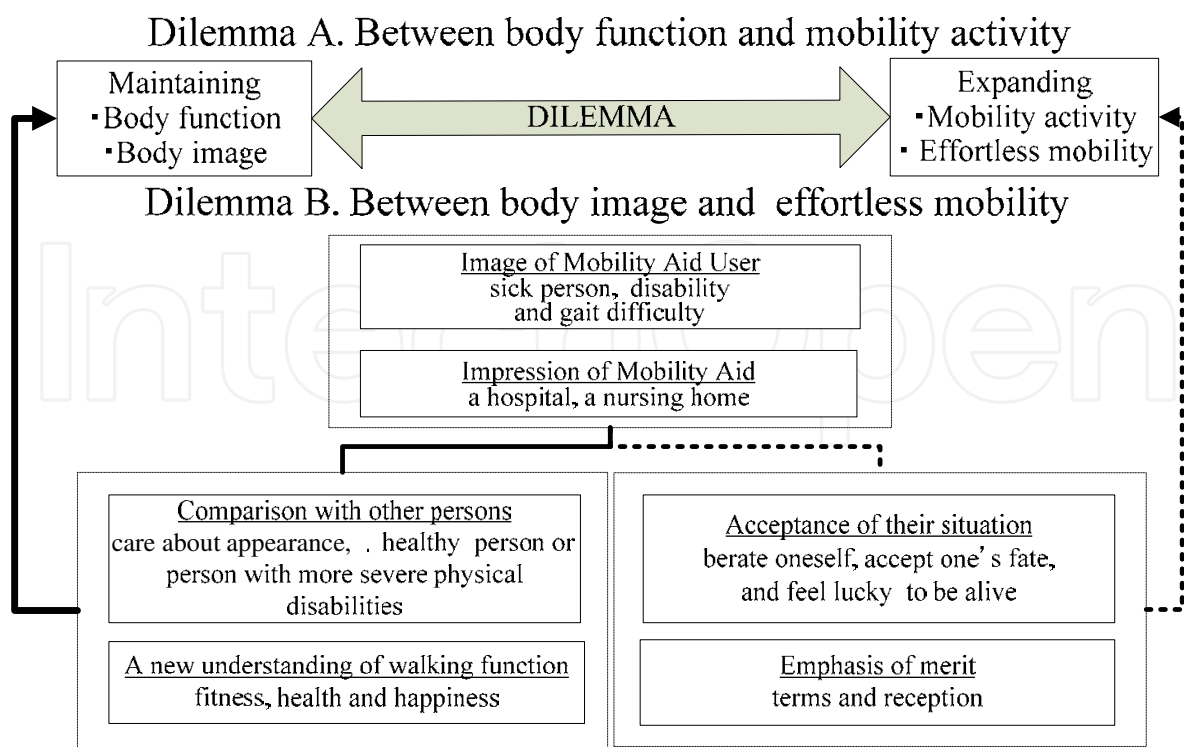 Dilemma A. Between body function and mobility activity
Maintaining
▪Body function
▪Body image
DILEMMA
Expanding
▪Mobility activity
▪ Effortless mobility
Dilemma B. Between body image and effortless mobility
Image of Mobility Aid User
sick person, disability
and gait difficulty
Impression of Mobility Aid
a hospital, a nursing home
Comparison with other persons
care about appearance, . healthy person or
person with more severe physical
disabilities
A new understanding of walking function
fitness, health and happiness
Acceptance of their situation
berate oneself, accept one's fate,
and feel lucky to be alive
Emphasis of merit
terms and reception
IntechOpen